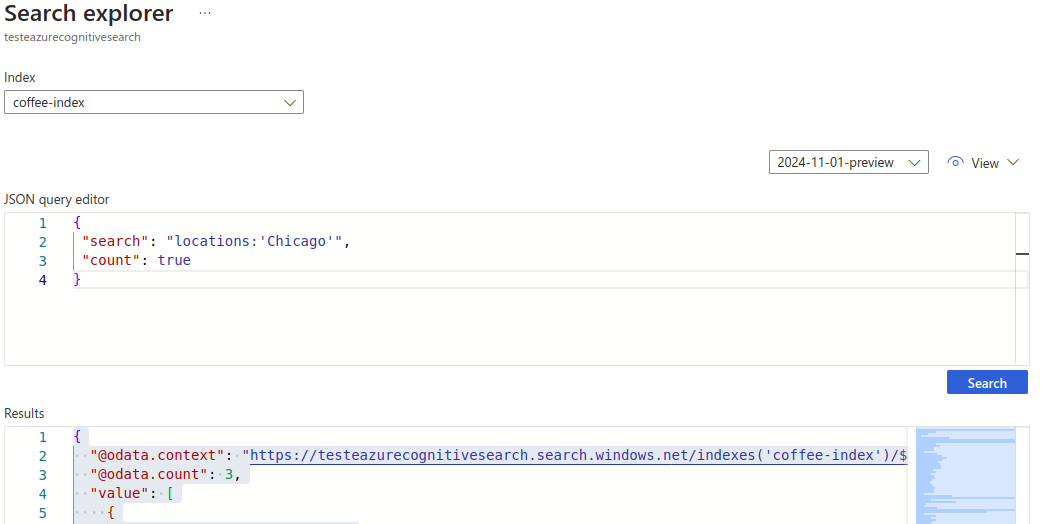 Search explorer ...
testeazurecognitivesearch
Index
coffee-index
2024-11-01-preview View
JSON query editor
1 {
2 "search": "locations:'Chicago'",
3 "count": true
4 }
Search
Results
1 {
2 "@odata.context": "https://testeazurecognitivesearch.search.windows.net/indexes('coffee-index')/$
3 "@odata.count": 3,
4 "value": [
5 {